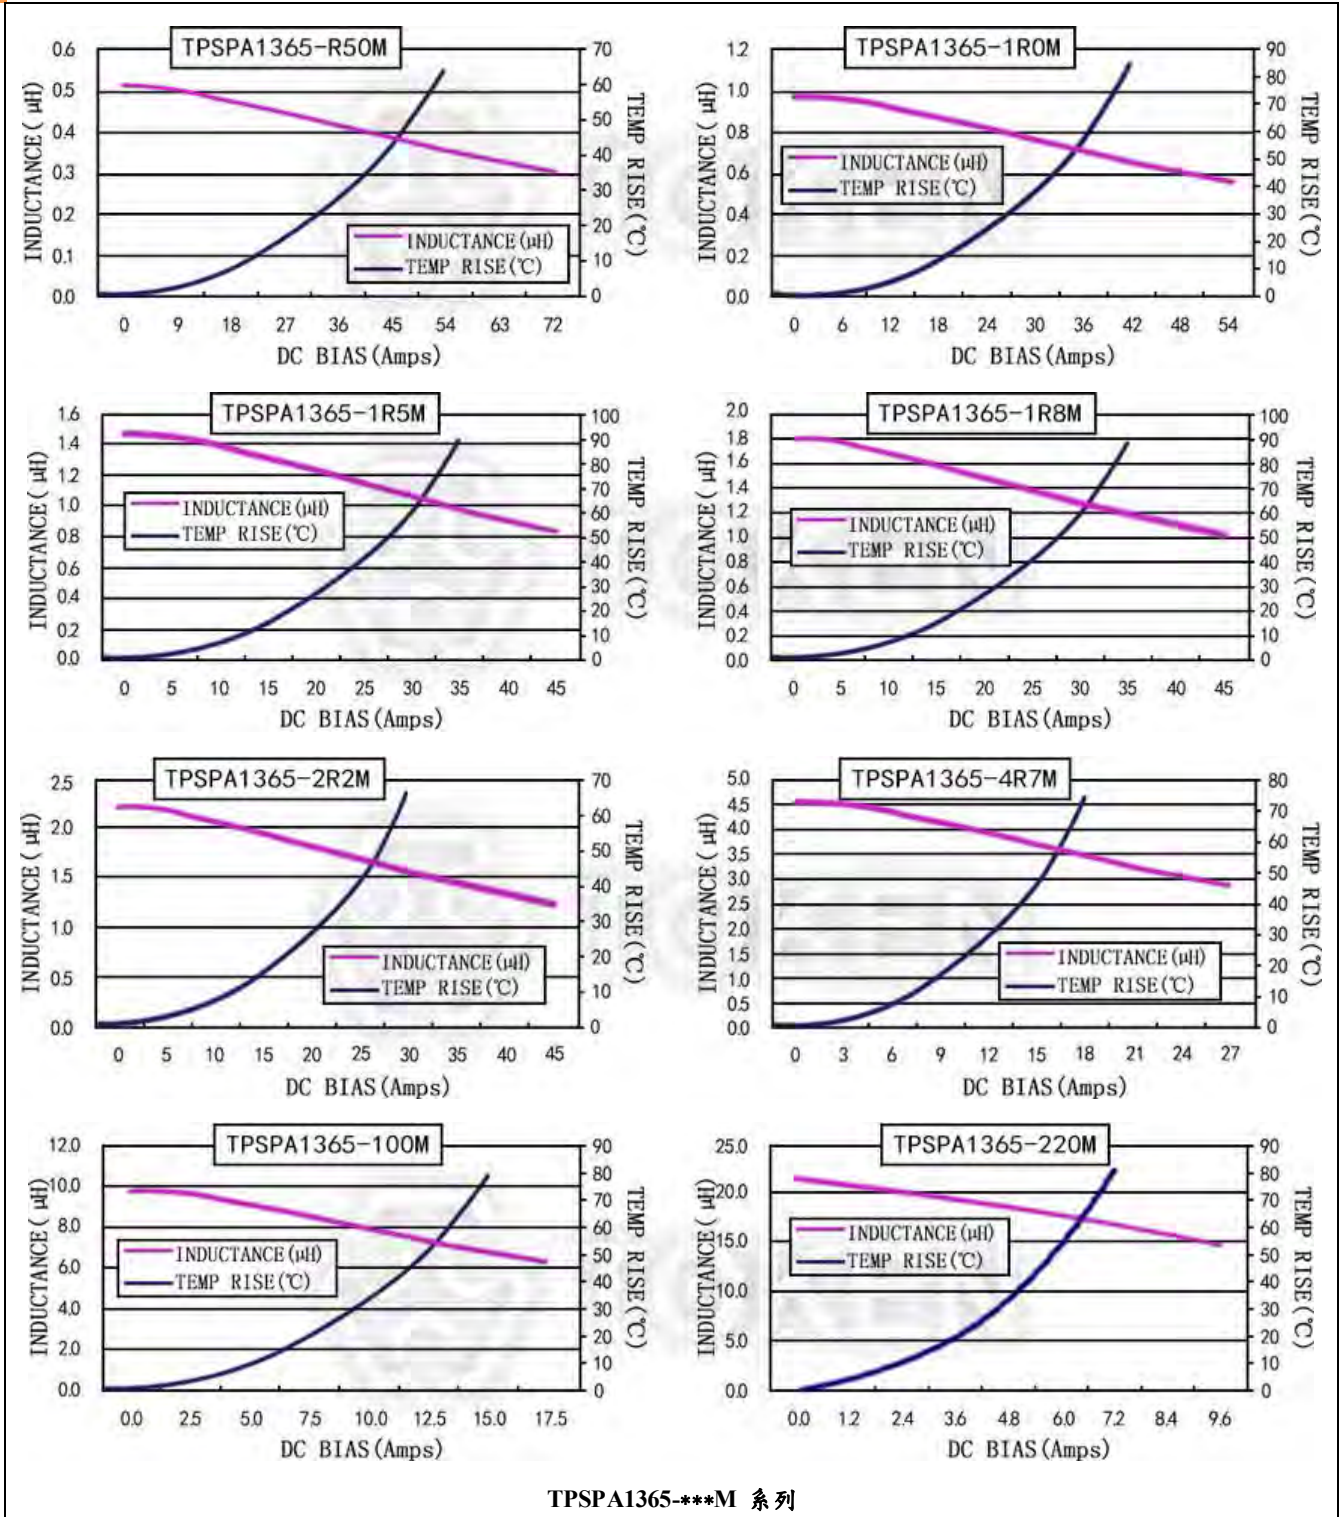 TPSPA1365-R50M
INDUCTANCE( μH)
0.6
0.5
0.4
0.3
0.2
0.1
0.0
70
60
50
40
30
20
10
0
TEMP RISE(℃)
INDUCTANCE(μH)
TEMP RISE(℃)
0 9 18 27 36 45 54 63 72
DC BIAS(Amps)
TPSPA1365-1R0M
INDUCTANCE( μH)
1.2
1.0
0.8
0.6
0.4
0.2
0.0
90
80
70
60
50
40
30
20
10
0
TEMP RISE(℃)
INDUCTANCE(μH)
TEMP RISE(℃)
0 6 12 18 24 30 36 42 48 54
DC BIAS(Amps)
TPSPA1365-1R5M
INDUCTANCE( μH)
1.6
1.4
1.2
1.0
0.8
0.6
0.4
0.2
0.0
100
90
80
70
60
50
40
30
20
10
0
TEMP RISE(℃)
INDUCTANCE(μH)
TEMP RISE(℃)
0 5 10 15 20 25 30 35 40 45
DC BIAS(Amps)
TPSPA1365-1R8M
INDUCTANCE( μH)
2.0
1.8
1.6
1.4
1.2
1.0
0.8
0.6
0.4
0.2
0.0
100
90
80
70
60
50
40
30
20
10
0
TEMP RISE(℃)
INDUCTANCE(μH)
TEMP RISE(℃)
0 5 10 15 20 25 30 35 40 45
DC BIAS(Amps)
TPSPA1365-2R2M
INDUCTANCE( μH)
2.5
2.0
1.5
1.0
0.5
0.0
70
60
50
40
30
20
10
0
TEMP RISE(℃)
INDUCTANCE(μH)
TEMP RISE(℃)
0 5 10 15 20 25 30 35 40 45
DC BIAS(Amps)
TPSPA1365-4R7M
INDUCTANCE( μH)
5.0
4.5
4.0
3.5
3.0
2.5
2.0
1.5
1.0
0.5
0.0
80
70
60
50
40
30
20
10
0
TEMP RISE(℃)
INDUCTANCE(μH)
TEMP RISE(℃)
0 3 6 9 12 15 18 21 24 27
DC BIAS(Amps)
TPSPA1365-100M
INDUCTANCE( μH)
12.0
10.0
8.0
6.0
4.0
2.0
0.0
90
80
70
60
50
40
30
20
10
0
TEMP RISE(℃)
INDUCTANCE(μH)
TEMP RISE(℃)
0.0 2.5 5.0 7.5 10.0 12.5 15.0 17.5
DC BIAS(Amps)
TPSPA1365-220M
INDUCTANCE( μH)
25.0
20.0
15.0
10.0
5.0
0.0
90
80
70
60
50
40
30
20
10
0
TEMP RISE(℃)
INDUCTANCE(μH)
TEMP RISE(℃)
0.0 1.2 2.4 3.6 4.8 6.0 7.2 8.4 9.6
DC BIAS(Amps)
TPSPA1365-***M 系列